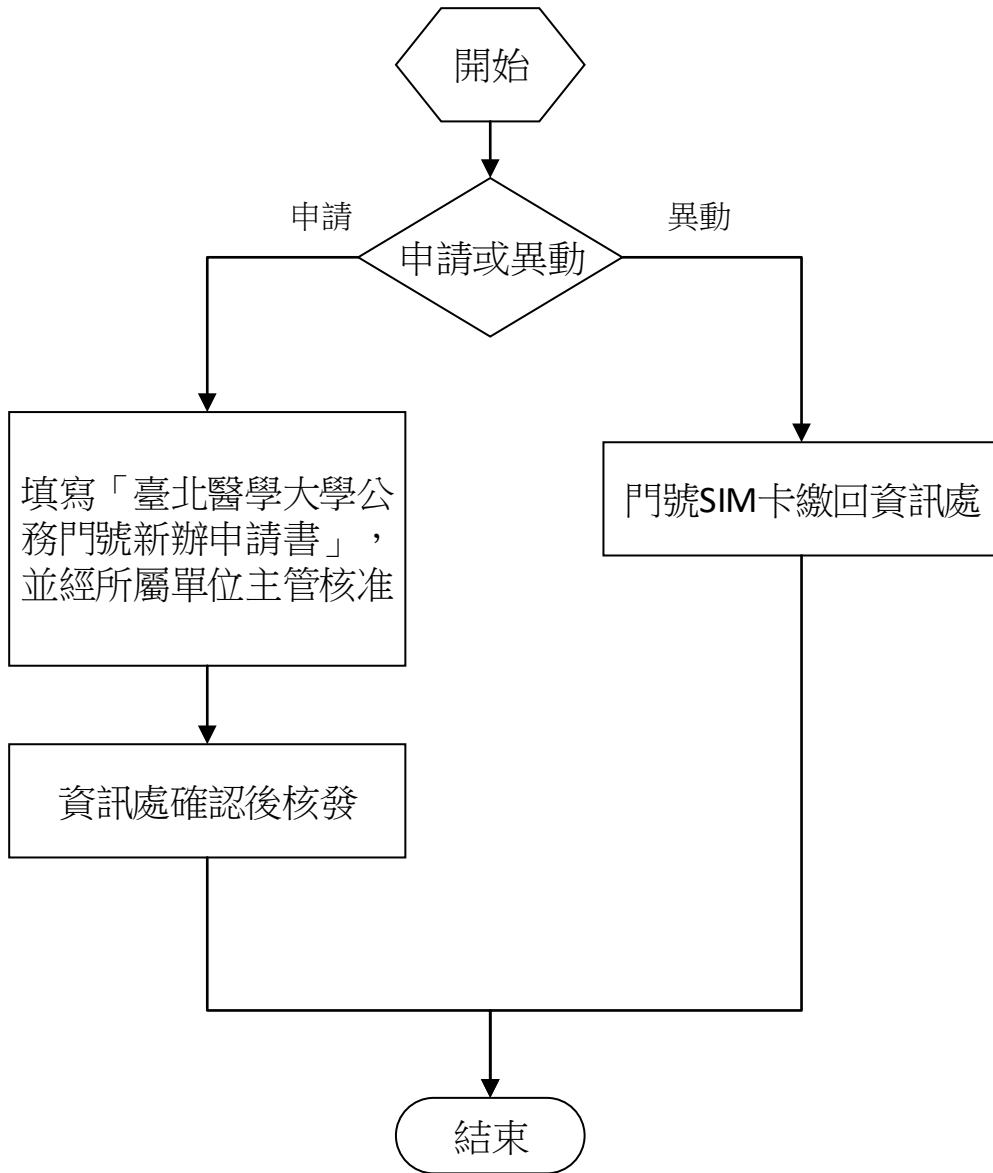 開始
申請
異動
申請或異動
填寫「臺北醫學大學公
務門號新辦申請書」，
並經所屬單位主管核准
門號SIM卡繳回資訊處
資訊處確認後核發
結束